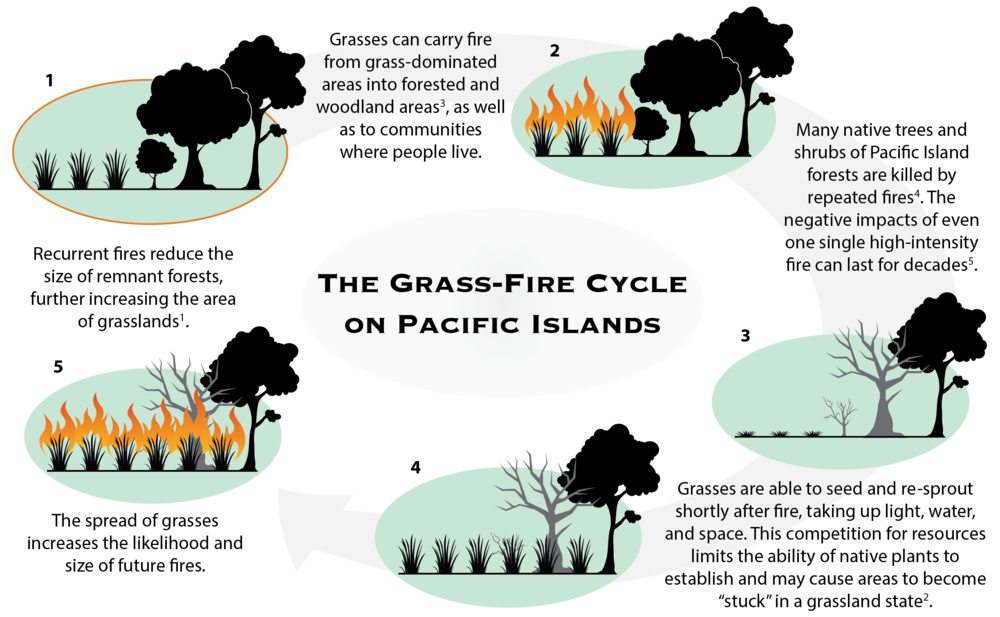 1
Grasses can carry fire
from grass-dominated
areas into forested and
woodland areas³, as well
as to communities
where people live.
2
Many native trees and
shrubs of Pacific Island
forests are killed by
repeated fires⁴. The
negative impacts of even
one single high-intensity
fire can last for decades⁵.
Recurrent fires reduce the
size of remnant forests,
further increasing the area
of grasslands¹.
The Grass-Fire Cycle
on Pacific Islands
3
5
4
Grasses are able to seed and re-sprout
shortly after fire, taking up light, water,
and space. This competition for resources
limits the ability of native plants to
establish and may cause areas to become
“stuck” in a grassland state².
The spread of grasses
increases the likelihood and
size of future fires.